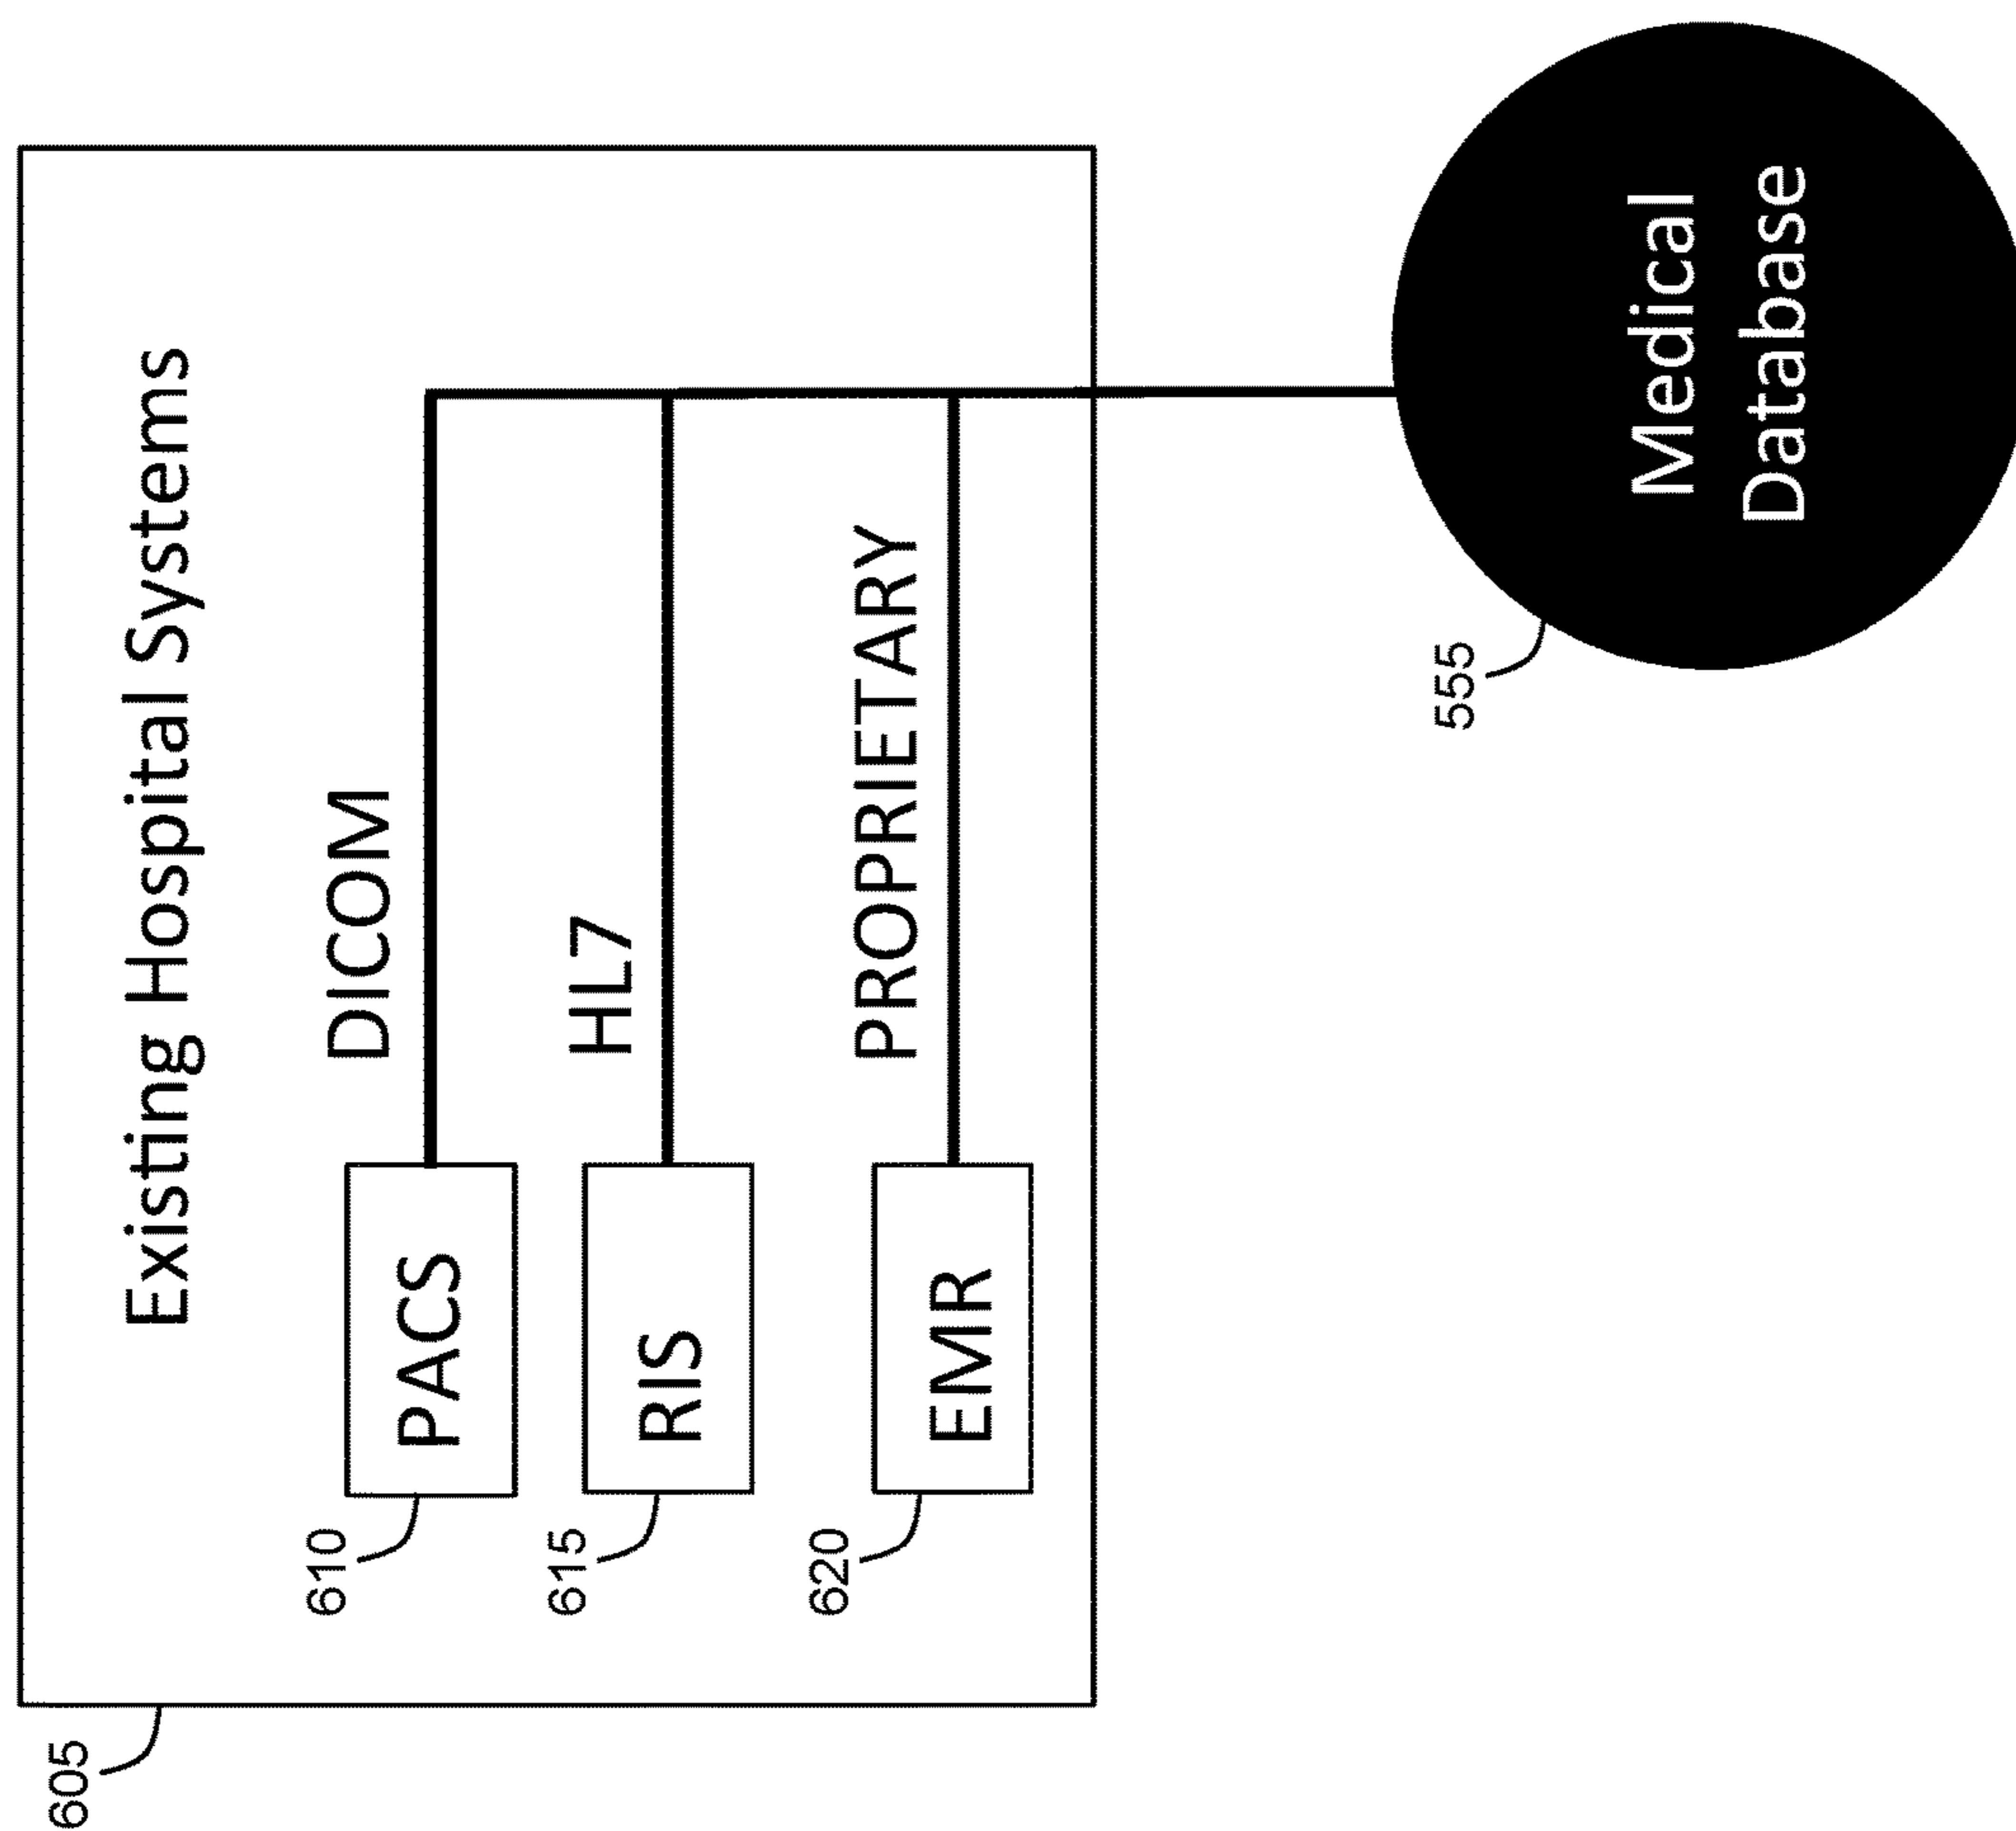 605
Existing Hospital Systems
610
PACS
DICOM
615
RIS
HL7
620
EMR
PROPRIETARY
555
Medical
Database